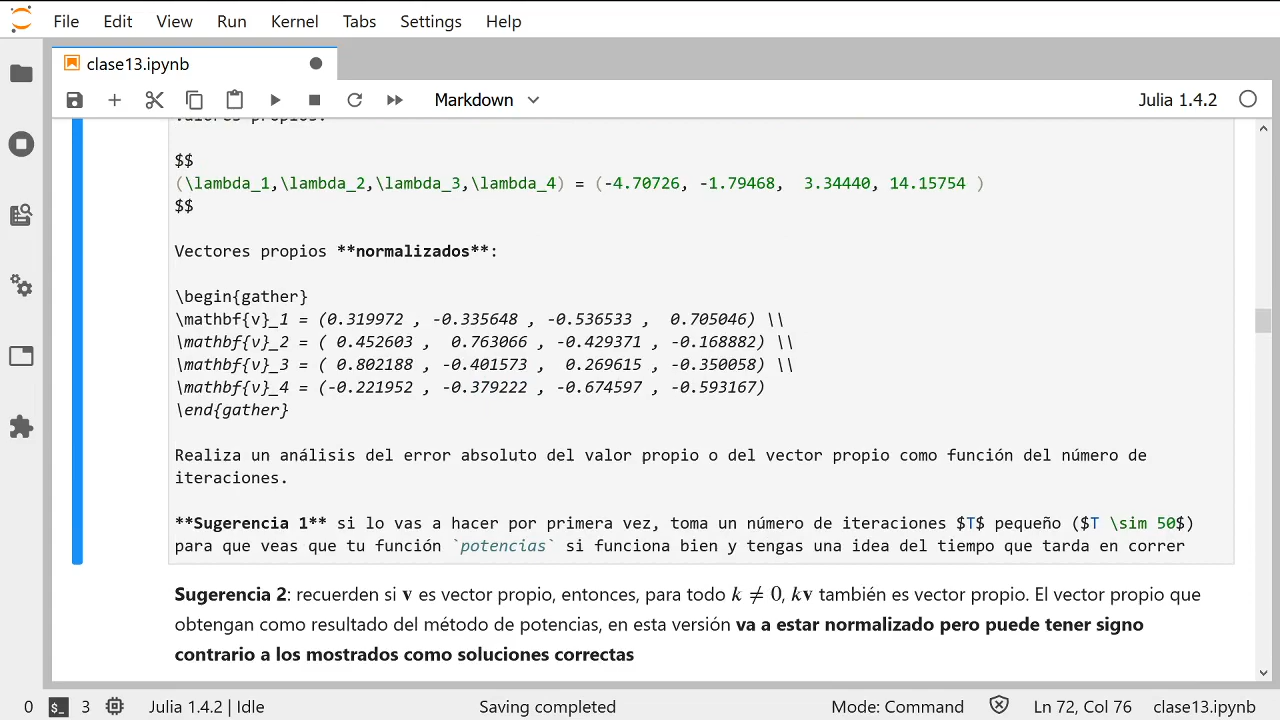 File Edit View Run Kernel Tabs Settings Help
clase13.ipynb
Markdown Julia 1.4.2
valores propios:
$$
(\lambda_1,\lambda_2,\lambda_3,\lambda_4) = (-4.70726, -1.79468,  3.34440, 14.15754 )
$$
Vectores propios **normalizados**:
\begin{gather}
\mathbf{v}_1 = (0.319972 , -0.335648 , -0.536533 ,  0.705046) \\
\mathbf{v}_2 = ( 0.452603 ,  0.763066 , -0.429371 , -0.168882) \\
\mathbf{v}_3 = ( 0.802188 , -0.401573 ,  0.269615 , -0.350058) \\
\mathbf{v}_4 = (-0.221952 , -0.379222 , -0.674597 , -0.593167)
\end{gather}
Realiza un análisis del error absoluto del valor propio o del vector propio como función del número de
iteraciones.
**Sugerencia 1** si lo vas a hacer por primera vez, toma un número de iteraciones $T$ pequeño ($T \sim 50$)
para que veas que tu función `potencias` si funciona bien y tengas una idea del tiempo que tarda en correr
Sugerencia 2: recuerden si v es vector propio, entonces, para todo k ≠ 0, kv también es vector propio. El vector propio que
obtengan como resultado del método de potencias, en esta versión va a estar normalizado pero puede tener signo
contrario a los mostrados como soluciones correctas
0 $_ 3 Julia 1.4.2 | Idle Saving completed Mode: Command Ln 72, Col 76 clase13.ipynb